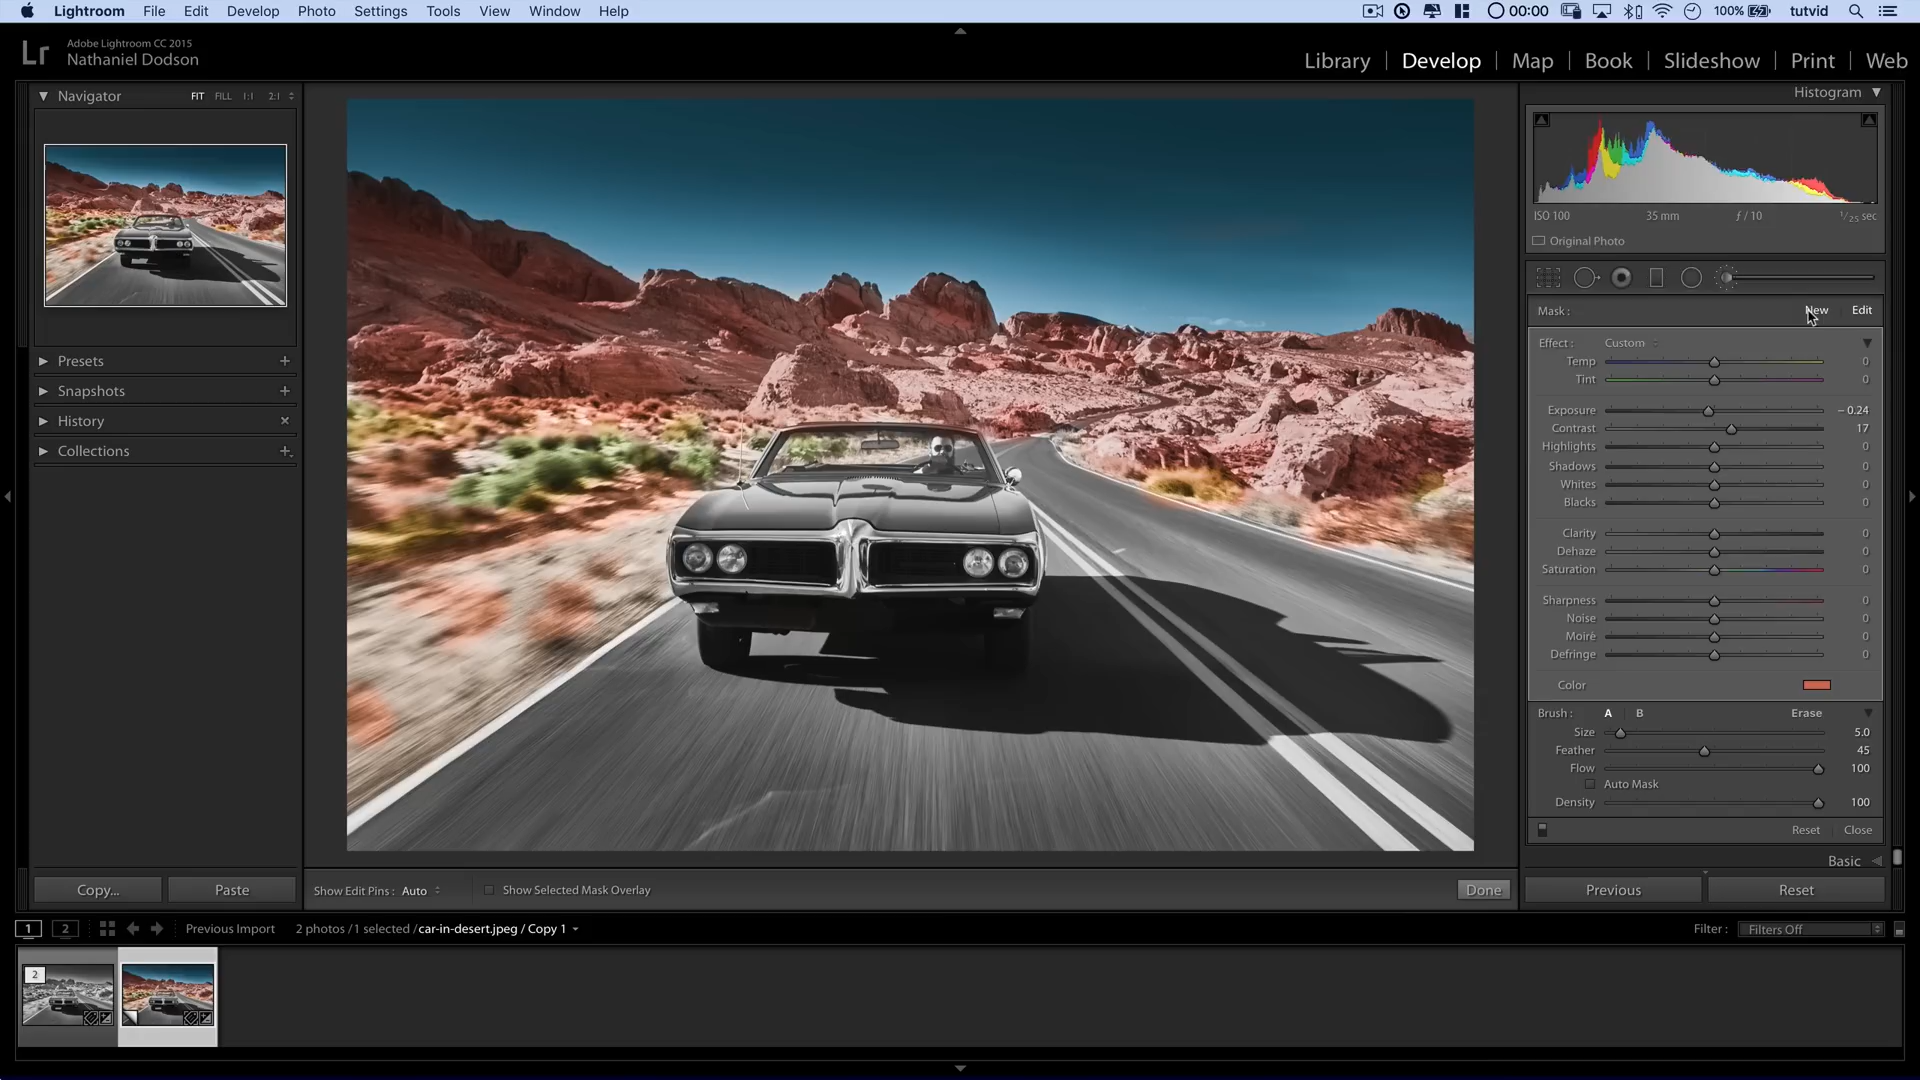 Lightroom File Edit Develop Photo Settings Tools View Window Help 00:00 100% tutvid
Lr Adobe Lightroom CC 2015
Nathaniel Dodson
Library | Develop | Map | Book | Slideshow | Print | Web
Navigator FIT FILL 1:1 2:1
Presets +
Snapshots +
History ×
Collections +
Histogram
ISO 100 35 mm ƒ / 10 1/25 sec
Original Photo
Mask : New Edit
Effect : Custom
Temp 0
Tint 0
Exposure – 0.24
Contrast 17
Highlights 0
Shadows 0
Whites 0
Blacks 0
Clarity 0
Dehaze 0
Saturation 0
Sharpness 0
Noise 0
Moiré 0
Defringe 0
Color
Brush : A B Erase
Size 5.0
Feather 45
Flow 100
Auto Mask
Density 100
Reset Close
Basic
Copy... Paste
Show Edit Pins : Auto Show Selected Mask Overlay Done
Previous Reset
1 2 Previous Import 2 photos / 1 selected / car-in-desert.jpeg / Copy 1 Filter : Filters Off
2